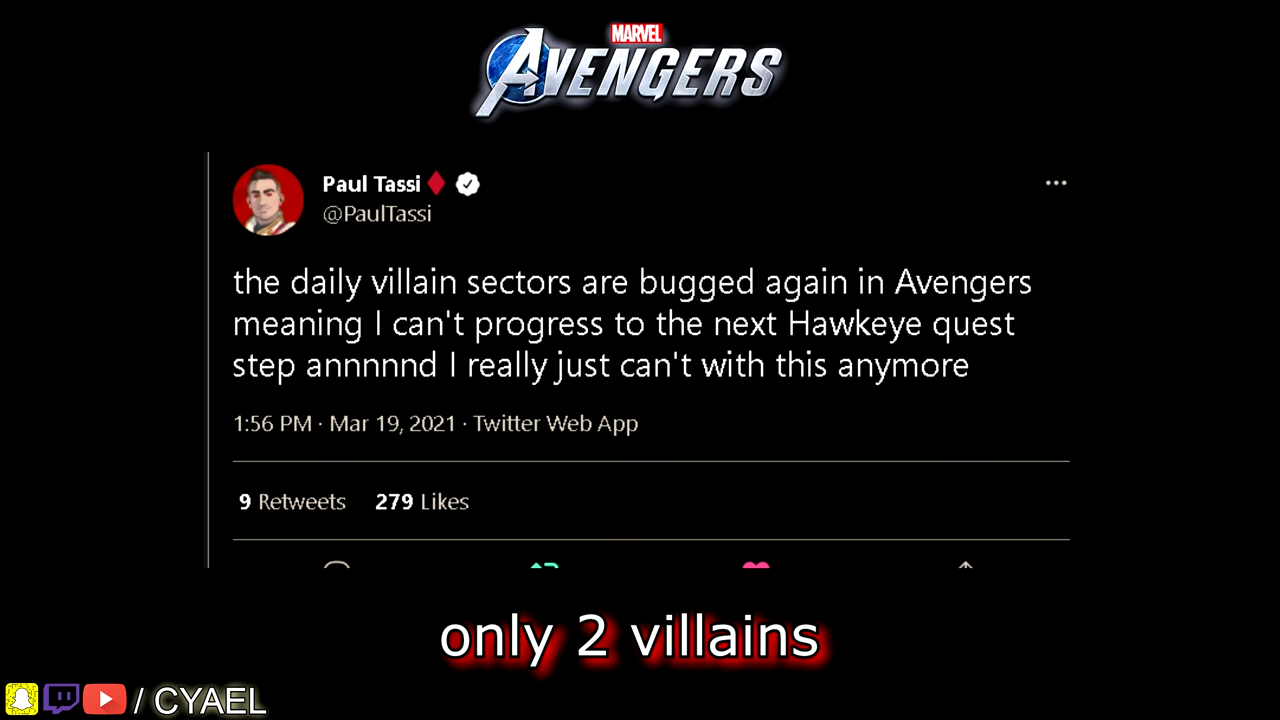 MARVEL
AVENGERS
Paul Tassi
@PaulTassi
the daily villain sectors are bugged again in Avengers
meaning I can't progress to the next Hawkeye quest
step annnnnd I really just can't with this anymore
1:56 PM · Mar 19, 2021 · Twitter Web App
9 Retweets 279 Likes
only 2 villains
/ CYAEL